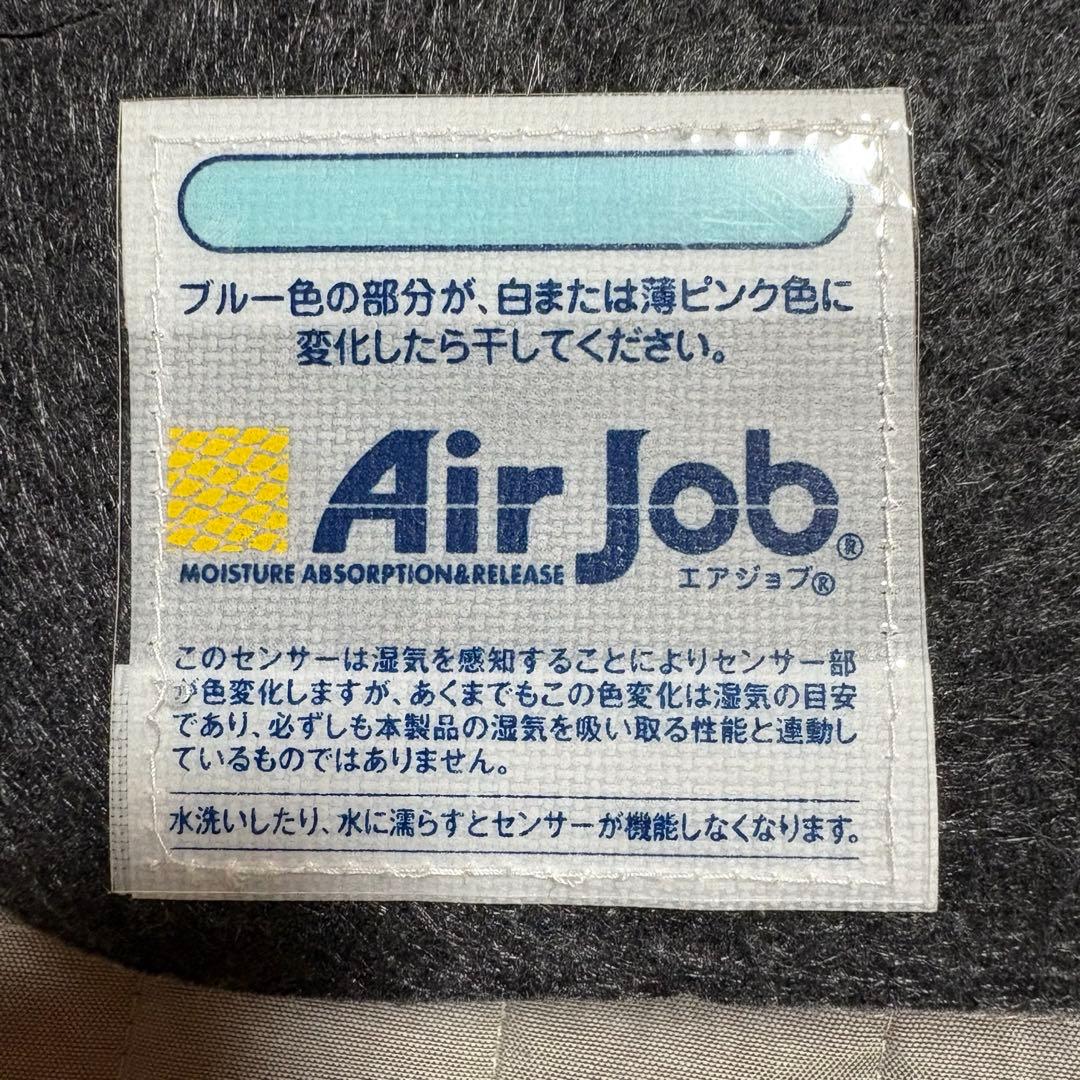 ブルー色の部分が、白または薄ピンク色に
変化したら干してください。
Air Job®
MOISTURE ABSORPTION&RELEASE
エアジョブ®
このセンサーは湿気を感知することによりセンサー部
が色変化しますが、あくまでもこの色変化は湿気の目安
であり、必ずしも本製品の湿気を吸い取る性能と連動し
ているものではありません。
水洗いしたり、水に濡らすとセンサーが機能しなくなります。